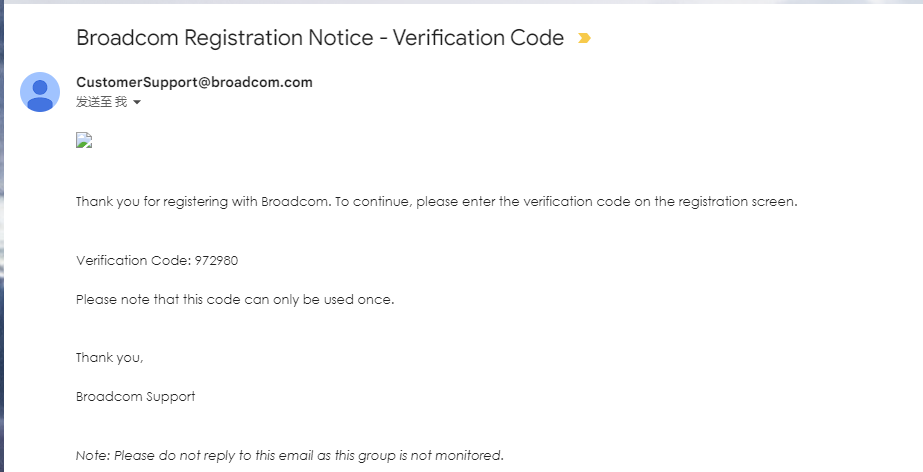 Broadcom Registration Notice - Verification Code
CustomerSupport@broadcom.com
发送至 我
Thank you for registering with Broadcom. To continue, please enter the verification code on the registration screen.
Verification Code: 972980
Please note that this code can only be used once.
Thank you,
Broadcom Support
Note: Please do not reply to this email as this group is not monitored.